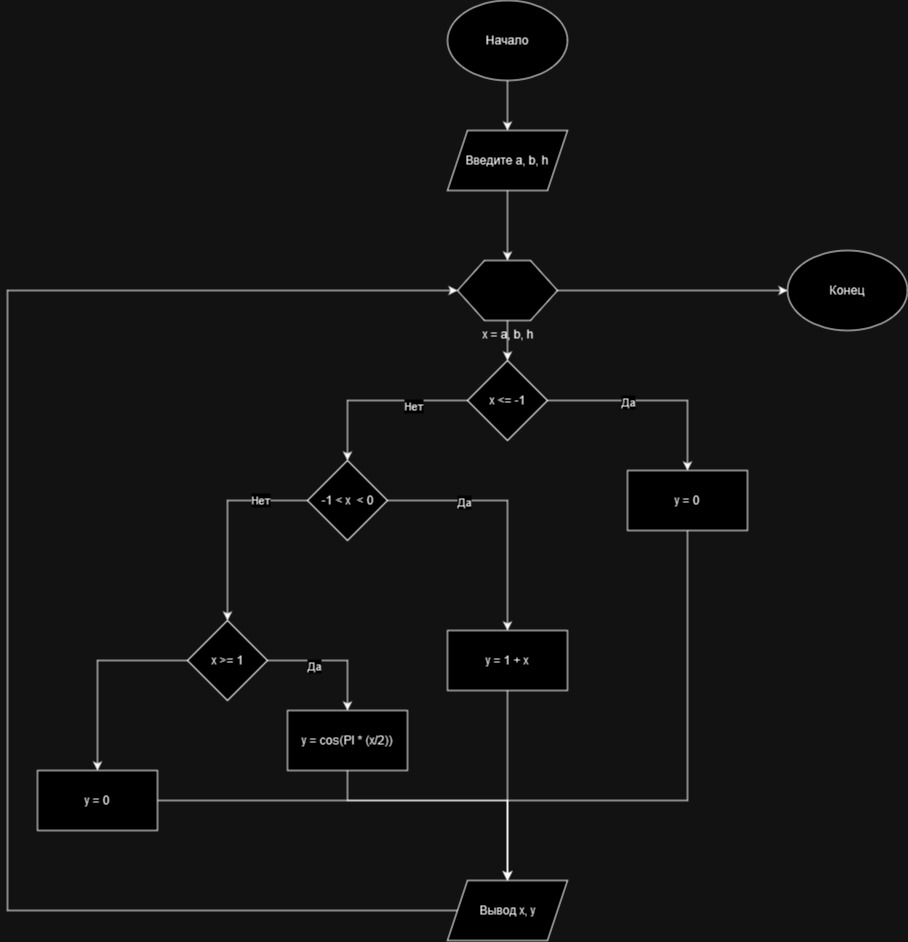 Начало
Введите a, b, h
Конец
x = a, b, h
x <= -1
Нет
Да
-1 < x < 0
y = 0
Нет
Да
x >= 1
Да
y = 1 + x
y = cos(PI * (x/2))
y = 0
Вывод x, y